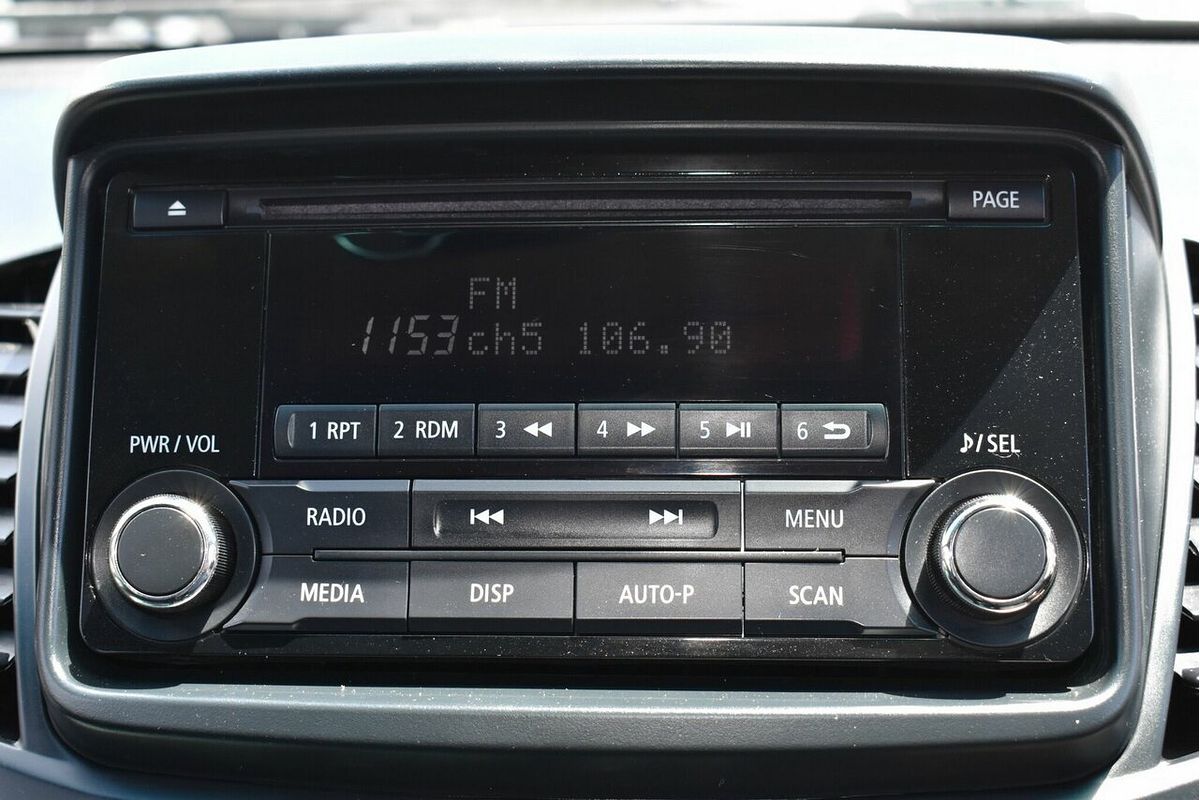 PAGE
FM
1153 ch5 106.90
1 RPT 2 RDM 3 4 5 6
PWR / VOL
♪/ SEL
RADIO MENU
MEDIA DISP AUTO-P SCAN